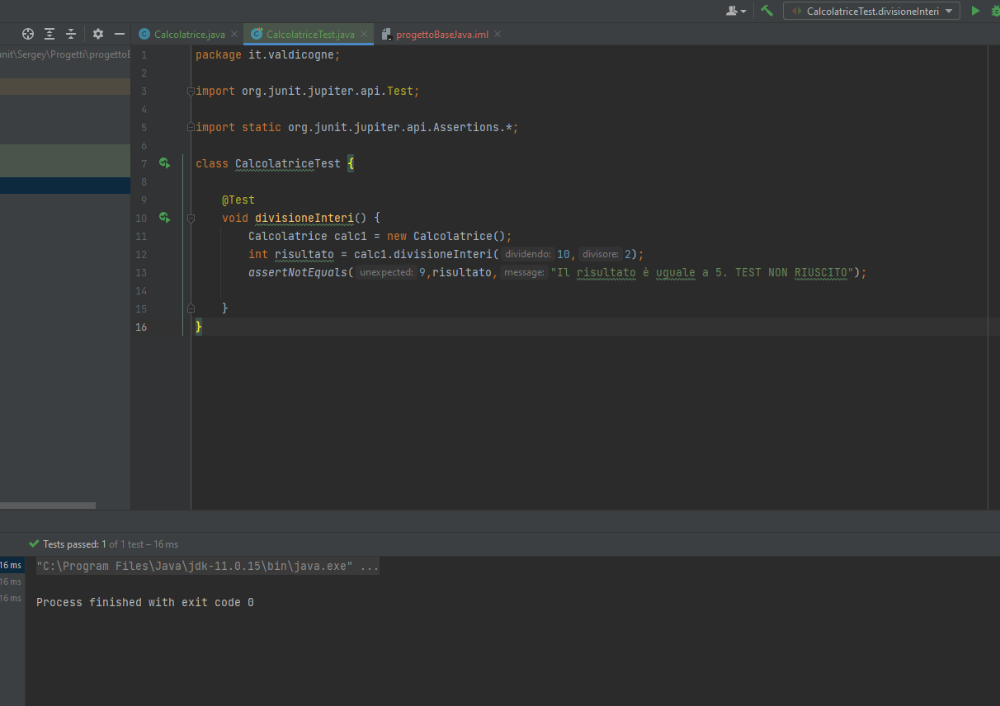 CalcolatriceTest.divisioneInteri
Calcolatrice.java CalcolatriceTest.java progettoBaseJava.iml
nit\Sergey\Progetti\progettoB
1 package it.valdicogne;
2
3 import org.junit.jupiter.api.Test;
4
5 import static org.junit.jupiter.api.Assertions.*;
6
7 class CalcolatriceTest {
8
9 @Test
10 void divisioneInteri() {
11 Calcolatrice calc1 = new Calcolatrice();
12 int risultato = calc1.divisioneInteri( dividendo: 10, divisore: 2);
13 assertNotEquals( unexpected: 9,risultato, message: "Il risultato è uguale a 5. TEST NON RIUSCITO");
14
15 }
16 }
Tests passed: 1 of 1 test – 16 ms
16 ms "C:\Program Files\Java\jdk-11.0.15\bin\java.exe" ...
16 ms
16 ms Process finished with exit code 0